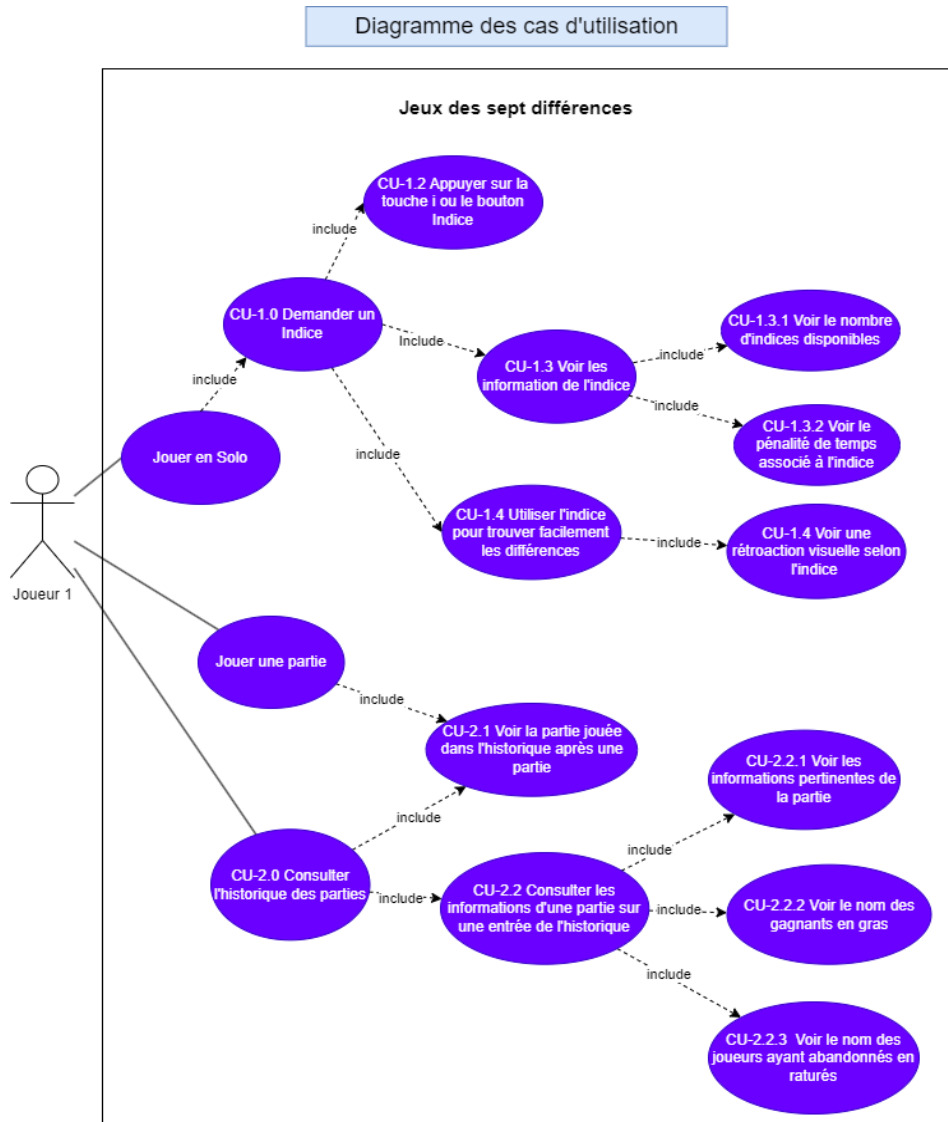 Diagramme des cas d'utilisation
Jeux des sept différences
CU-1.2 Appuyer sur la
touche i ou le bouton
Indice
include
CU-1.0 Demander un
Indice
Include
CU-1.3 Voir les
information de l'indice
include
CU-1.3.1 Voir le nombre
d'indices disponibles
include
CU-1.3.2 Voir le
pénalité de temps
associé à l'indice
include
Jouer en Solo
include
CU-1.4 Utiliser l'indice
pour trouver facilement
les différences
include
CU-1.4 Voir une
rétroaction visuelle selon
l'indice
Joueur 1
Jouer une partie
include
CU-2.1 Voir la partie jouée
dans l'historique après une
partie
include
CU-2.0 Consulter
l'historique des parties
include
CU-2.2 Consulter les
informations d'une partie sur
une entrée de l'historique
include
CU-2.2.1 Voir les
informations pertinentes de
la partie
include
CU-2.2.2 Voir le nom des
gagnants en gras
include
CU-2.2.3 Voir le nom des
joueurs ayant abandonnés en
raturés